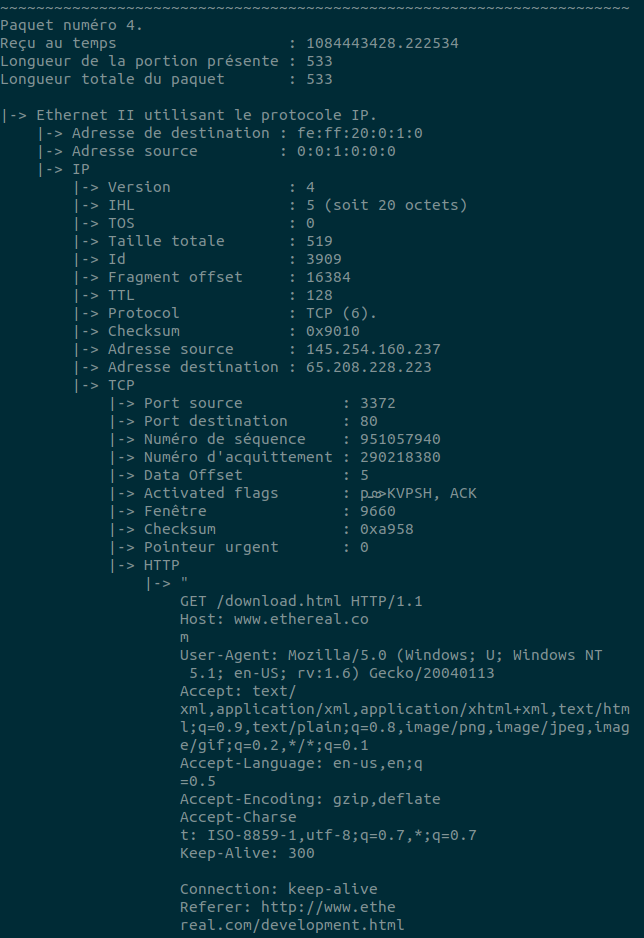 ~~~~~~~~~~~~~~~~~~~~~~~~~~~~~~~~~~~~~~~~~~~~~~~~~~~~~~~~~~~~~~~~~~~~~~
Paquet numéro 4.
Reçu au temps                   : 1084443428.222534
Longueur de la portion présente : 533
Longueur totale du paquet       : 533

|-> Ethernet II utilisant le protocole IP.
    |-> Adresse de destination : fe:ff:20:0:1:0
    |-> Adresse source         : 0:0:1:0:0:0
    |-> IP
        |-> Version             : 4
        |-> IHL                 : 5 (soit 20 octets)
        |-> TOS                 : 0
        |-> Taille totale       : 519
        |-> Id                  : 3909
        |-> Fragment offset     : 16384
        |-> TTL                 : 128
        |-> Protocol            : TCP (6).
        |-> Checksum            : 0x9010
        |-> Adresse source      : 145.254.160.237
        |-> Adresse destination : 65.208.228.223
        |-> TCP
            |-> Port source           : 3372
            |-> Port destination      : 80
            |-> Numéro de séquence    : 951057940
            |-> Numéro d'acquittement : 290218380
            |-> Data Offset           : 5
            |-> Activated flags       : ACK
            |-> Fenêtre               : 9660
            |-> Checksum              : 0xa958
            |-> Pointeur urgent       : 0
            |-> HTTP
                |-> "
                    GET /download.html HTTP/1.1
                    Host: www.ethereal.co
                    m
                    User-Agent: Mozilla/5.0 (Windows; U; Windows NT
                     5.1; en-US; rv:1.6) Gecko/20040113
                    Accept: text/
                    xml,application/xml,application/xhtml+xml,text/htm
                    l;q=0.9,text/plain;q=0.8,image/png,image/jpeg,imag
                    e/gif;q=0.2,*/*;q=0.1
                    Accept-Language: en-us,en;q
                    =0.5
                    Accept-Encoding: gzip,deflate
                    Accept-Charse
                    t: ISO-8859-1,utf-8;q=0.7,*;q=0.7
                    Keep-Alive: 300

                    Connection: keep-alive
                    Referer: http://www.ethe
                    real.com/development.html